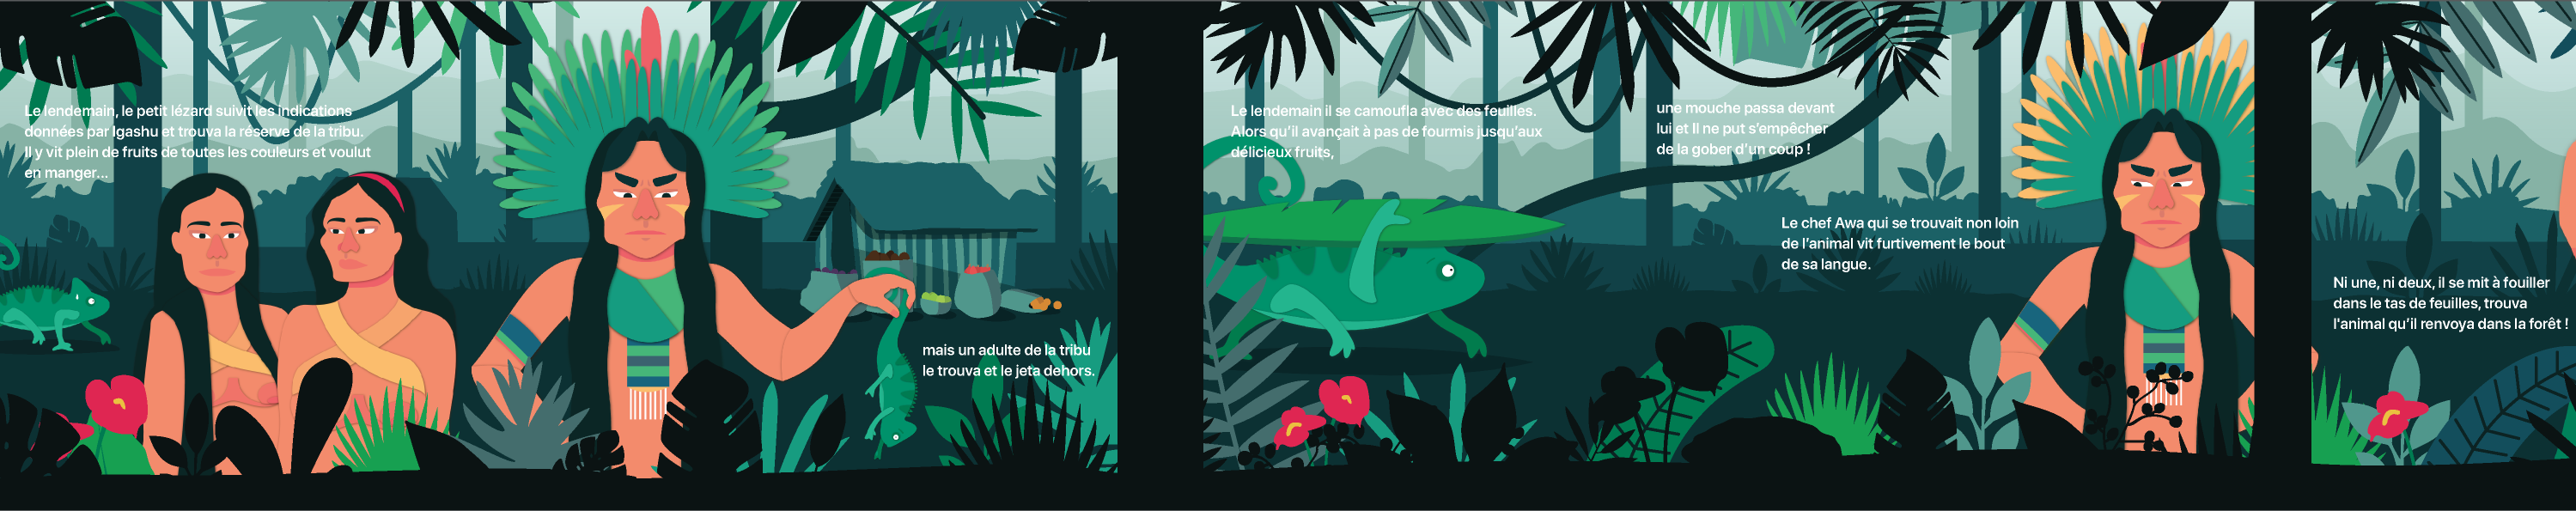 Le lendemain, le petit lézard suivit les indications
données par Igashu et trouva la réserve de la tribu.
Il y vit plein de fruits de toutes les couleurs et voulut
en manger...
mais un adulte de la tribu
le trouva et le jeta dehors.
Le lendemain il se camoufla avec des feuilles.
Alors qu'il avançait à pas de fourmis jusqu'aux
délicieux fruits,
une mouche passa devant
lui et Il ne put s'empêcher
de la gober d'un coup !
Le chef Awa qui se trouvait non loin
de l'animal vit furtivement le bout
de sa langue.
Ni une, ni deux, il se mit à fouiller
dans le tas de feuilles, trouva
l'animal qu'il renvoya dans la forêt !